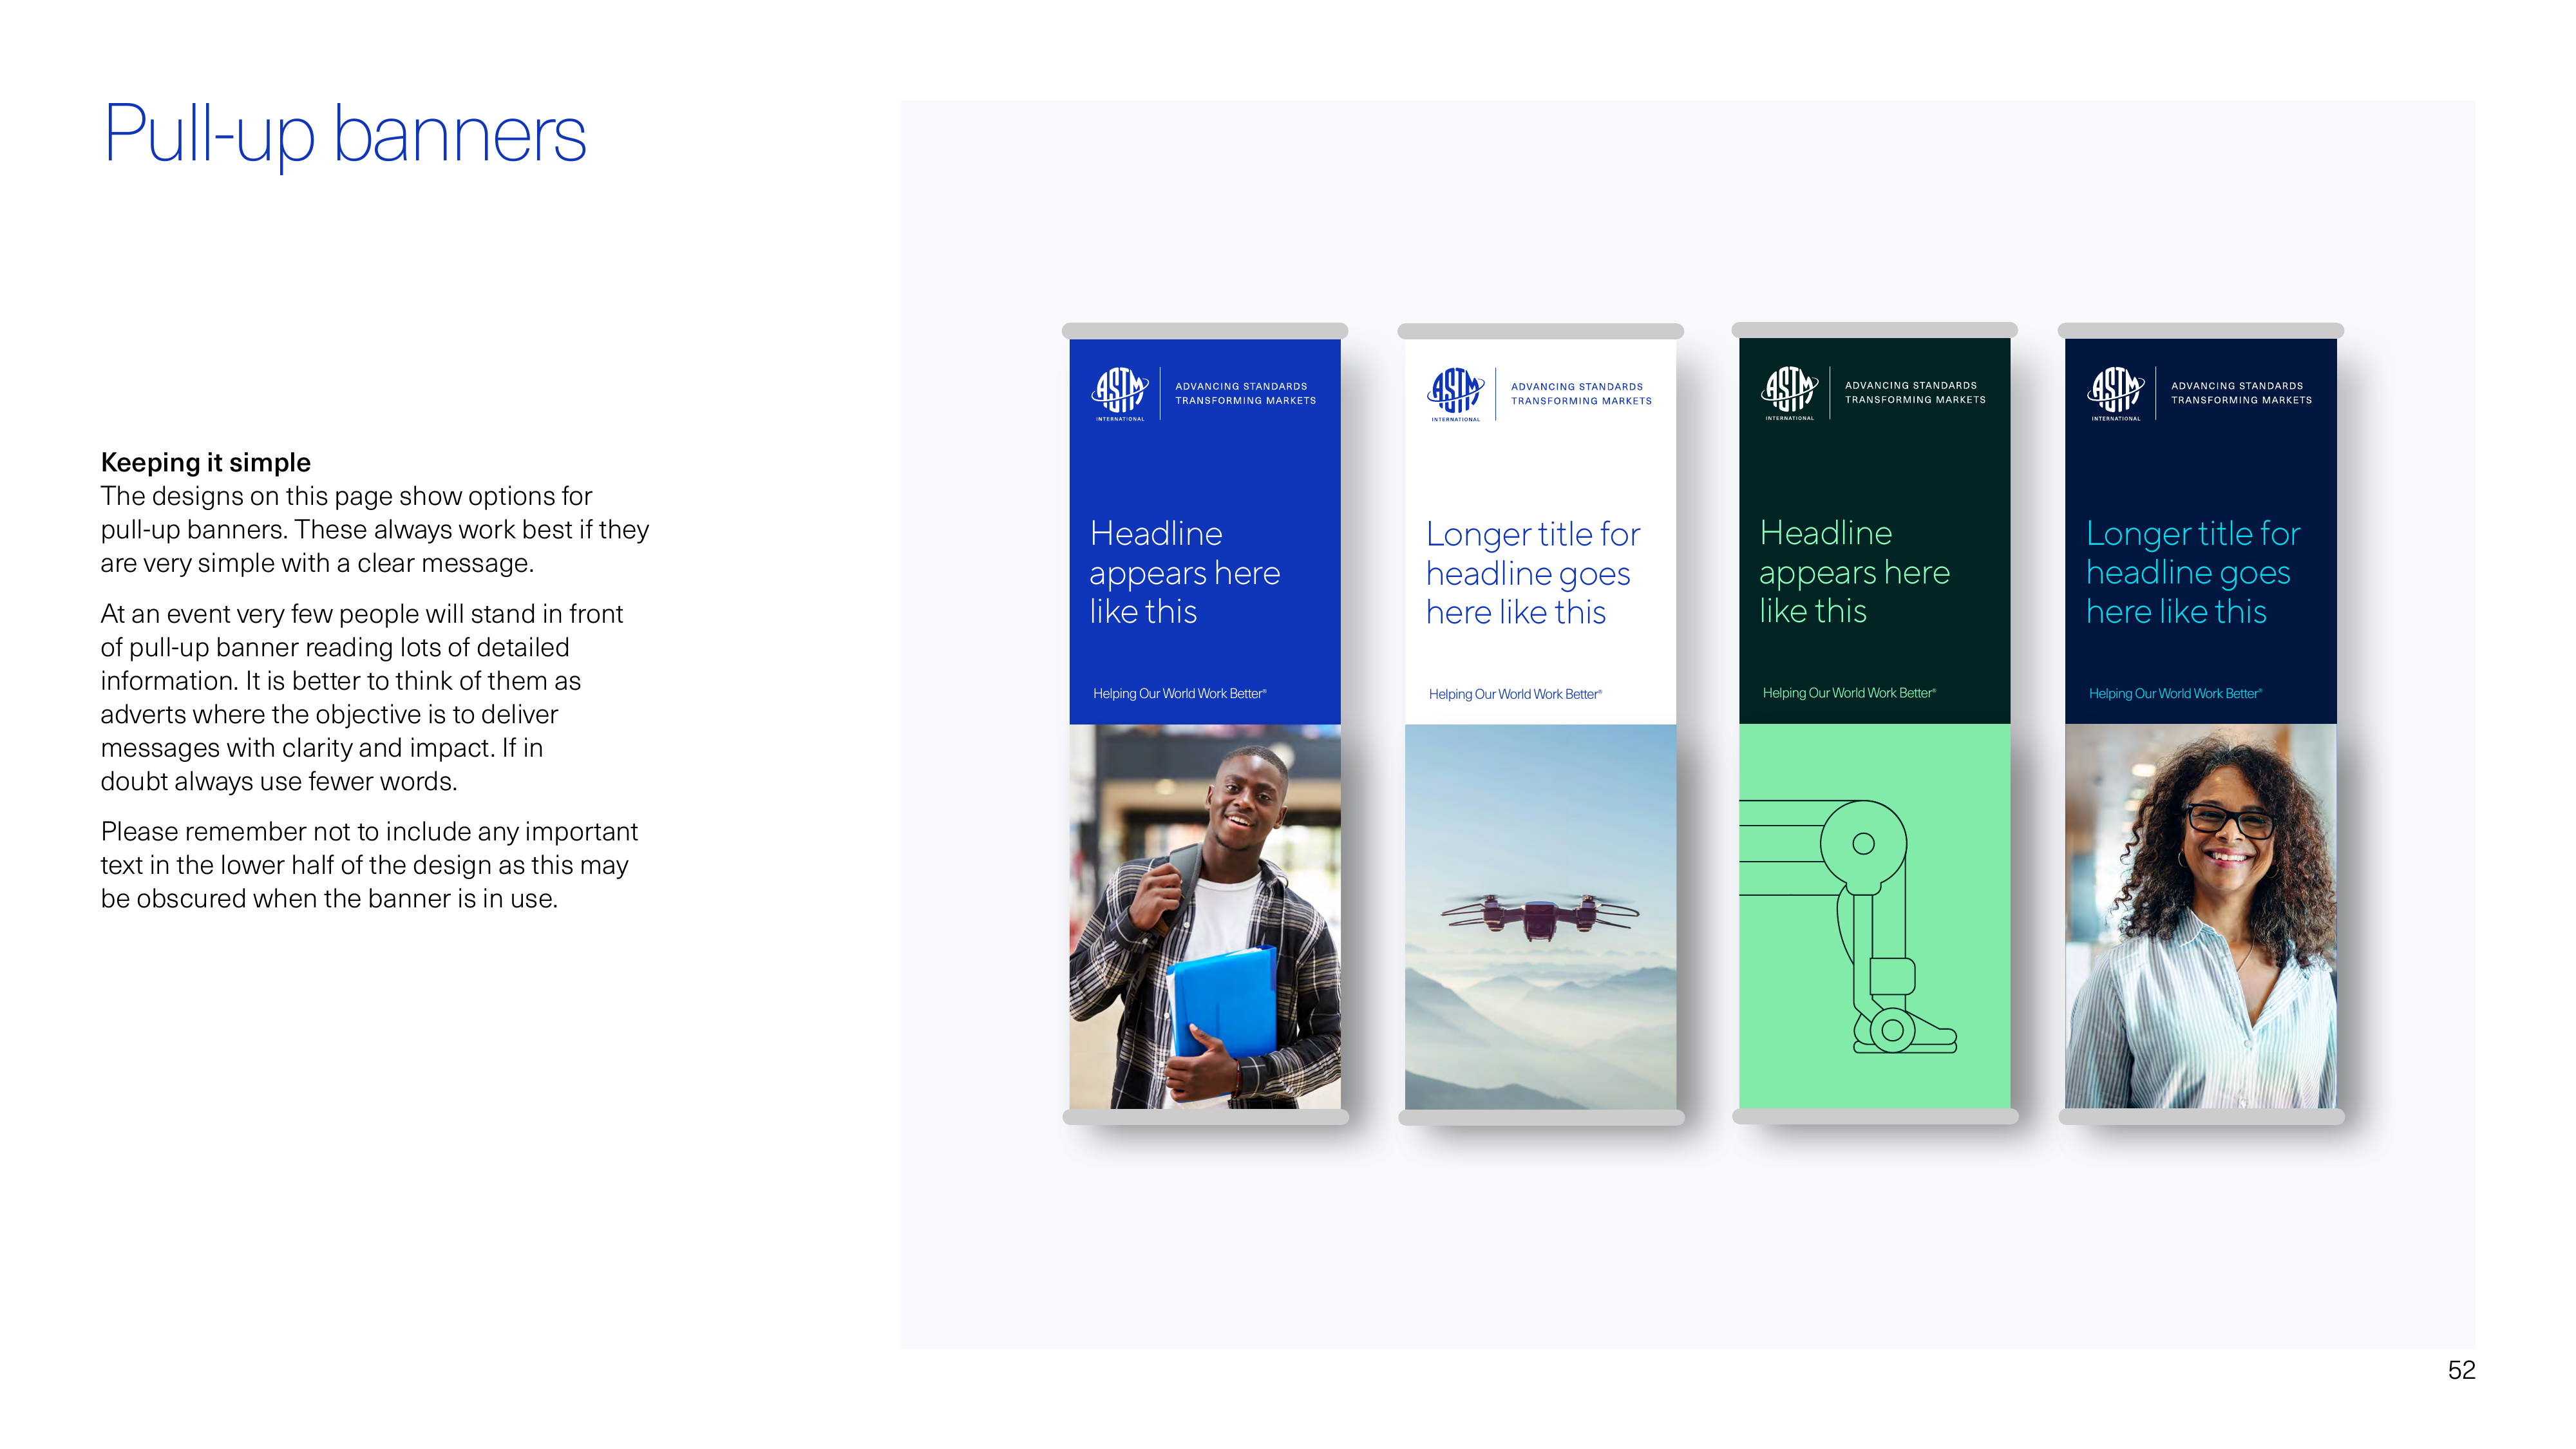 Pull-up banners
Keeping it simple
The designs on this page show options for
pull-up banners. These always work best if they
are very simple with a clear message.
At an event very few people will stand in front
of pull-up banner reading lots of detailed
information. It is better to think of them as
adverts where the objective is to deliver
messages with clarity and impact. If in
doubt always use fewer words.
Please remember not to include any important
text in the lower half of the design as this may
be obscured when the banner is in use.
ASTM
INTERNATIONAL
ADVANCING STANDARDS
TRANSFORMING MARKETS
Headline
appears here
like this
Helping Our World Work Better®
ASTM
INTERNATIONAL
ADVANCING STANDARDS
TRANSFORMING MARKETS
Longer title for
headline goes
here like this
Helping Our World Work Better®
ASTM
INTERNATIONAL
ADVANCING STANDARDS
TRANSFORMING MARKETS
Headline
appears here
like this
Helping Our World Work Better®
ASTM
INTERNATIONAL
ADVANCING STANDARDS
TRANSFORMING MARKETS
Longer title for
headline goes
here like this
Helping Our World Work Better®
52